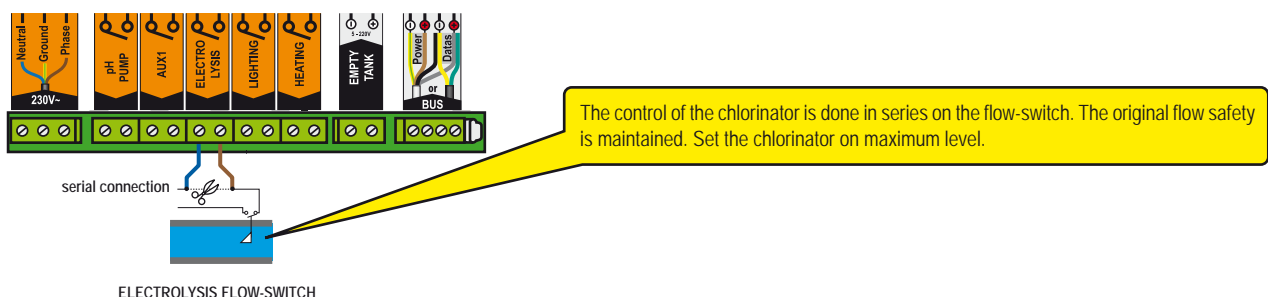 Neutral
Ground
Phase
230V~
pH
PUMP
AUX1
ELECTRO
LYSIS
LIGHTING
HEATING
5 -220V
EMPTY
TANK
Power
Datas
or
BUS
The control of the chlorinator is done in series on the flow-switch. The original flow safety
is maintained. Set the chlorinator on maximum level.
serial connection
ELECTROLYSIS FLOW-SWITCH